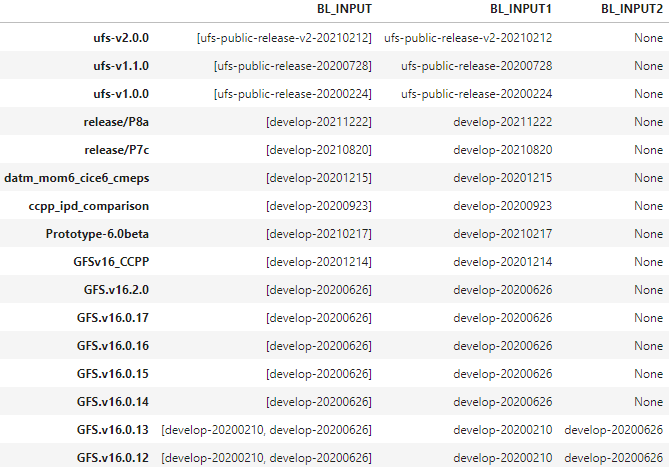 BL_INPUT BL_INPUT1 BL_INPUT2
ufs-v2.0.0 [ufs-public-release-v2-20210212] ufs-public-release-v2-20210212 None
ufs-v1.1.0 [ufs-public-release-20200728] ufs-public-release-20200728 None
ufs-v1.0.0 [ufs-public-release-20200224] ufs-public-release-20200224 None
release/P8a [develop-20211222] develop-20211222 None
release/P7c [develop-20210820] develop-20210820 None
datm_mom6_cice6_cmeps [develop-20201215] develop-20201215 None
ccpp_ipd_comparison [develop-20200923] develop-20200923 None
Prototype-6.0beta [develop-20210217] develop-20210217 None
GFSv16_CCPP [develop-20201214] develop-20201214 None
GFS.v16.2.0 [develop-20200626] develop-20200626 None
GFS.v16.0.17 [develop-20200626] develop-20200626 None
GFS.v16.0.16 [develop-20200626] develop-20200626 None
GFS.v16.0.15 [develop-20200626] develop-20200626 None
GFS.v16.0.14 [develop-20200626] develop-20200626 None
GFS.v16.0.13 [develop-20200210, develop-20200626] develop-20200210 develop-20200626
GFS.v16.0.12 [develop-20200210, develop-20200626] develop-20200210 develop-20200626